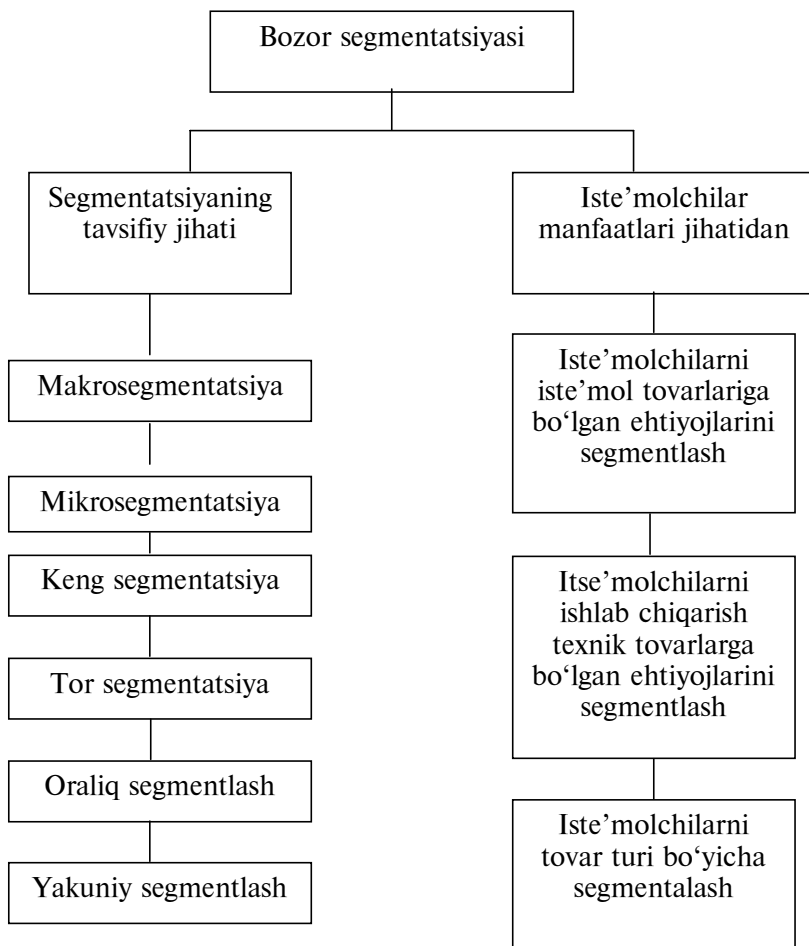 Bozor segmentatsiyasi
Segmentatsiyaning
tavsifiy jihati
Makrosegmentatsiya
Mikrosegmentatsiya
Keng segmentatsiya
Tor segmentatsiya
Oraliq segmentlash
Yakuniy segmentlash
Iste’molchilar
manfaatlari jihatidan
Iste’molchilarni
iste’mol tovarlariga
bo‘lgan ehtiyojlarini
segmentlash
Itse’molchilarni
ishlab chiqarish
texnik tovarlarga
bo‘lgan ehtiyojlarini
segmentlash
Iste’molchilarni
tovar turi bo‘yicha
segmentalash